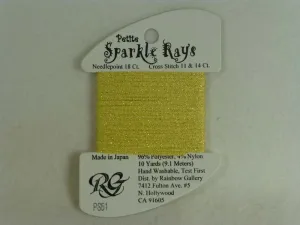 Petite
Sparkle Rays
Needlepoint 18 Ct. Cross Stitch 11 & 14 Ct.
Made in Japan
96% Polyester, 4% Nylon
10 Yards (9.1 Meters)
Hand Washable, Test First
Dist. by Rainbow Gallery
7412 Fulton Ave. #5
N. Hollywood
CA 91605
RG
PS51